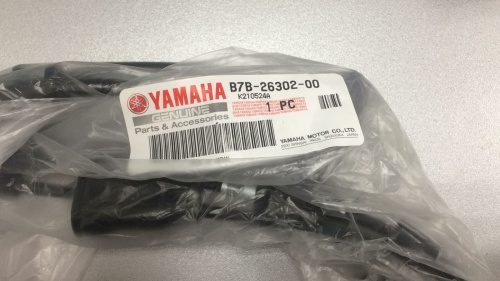 YAMAHA B7B-26302-00
K210524A
GENUINE
Parts & Accessories
1 PC
YAMAHA MOTOR CO.,LTD.